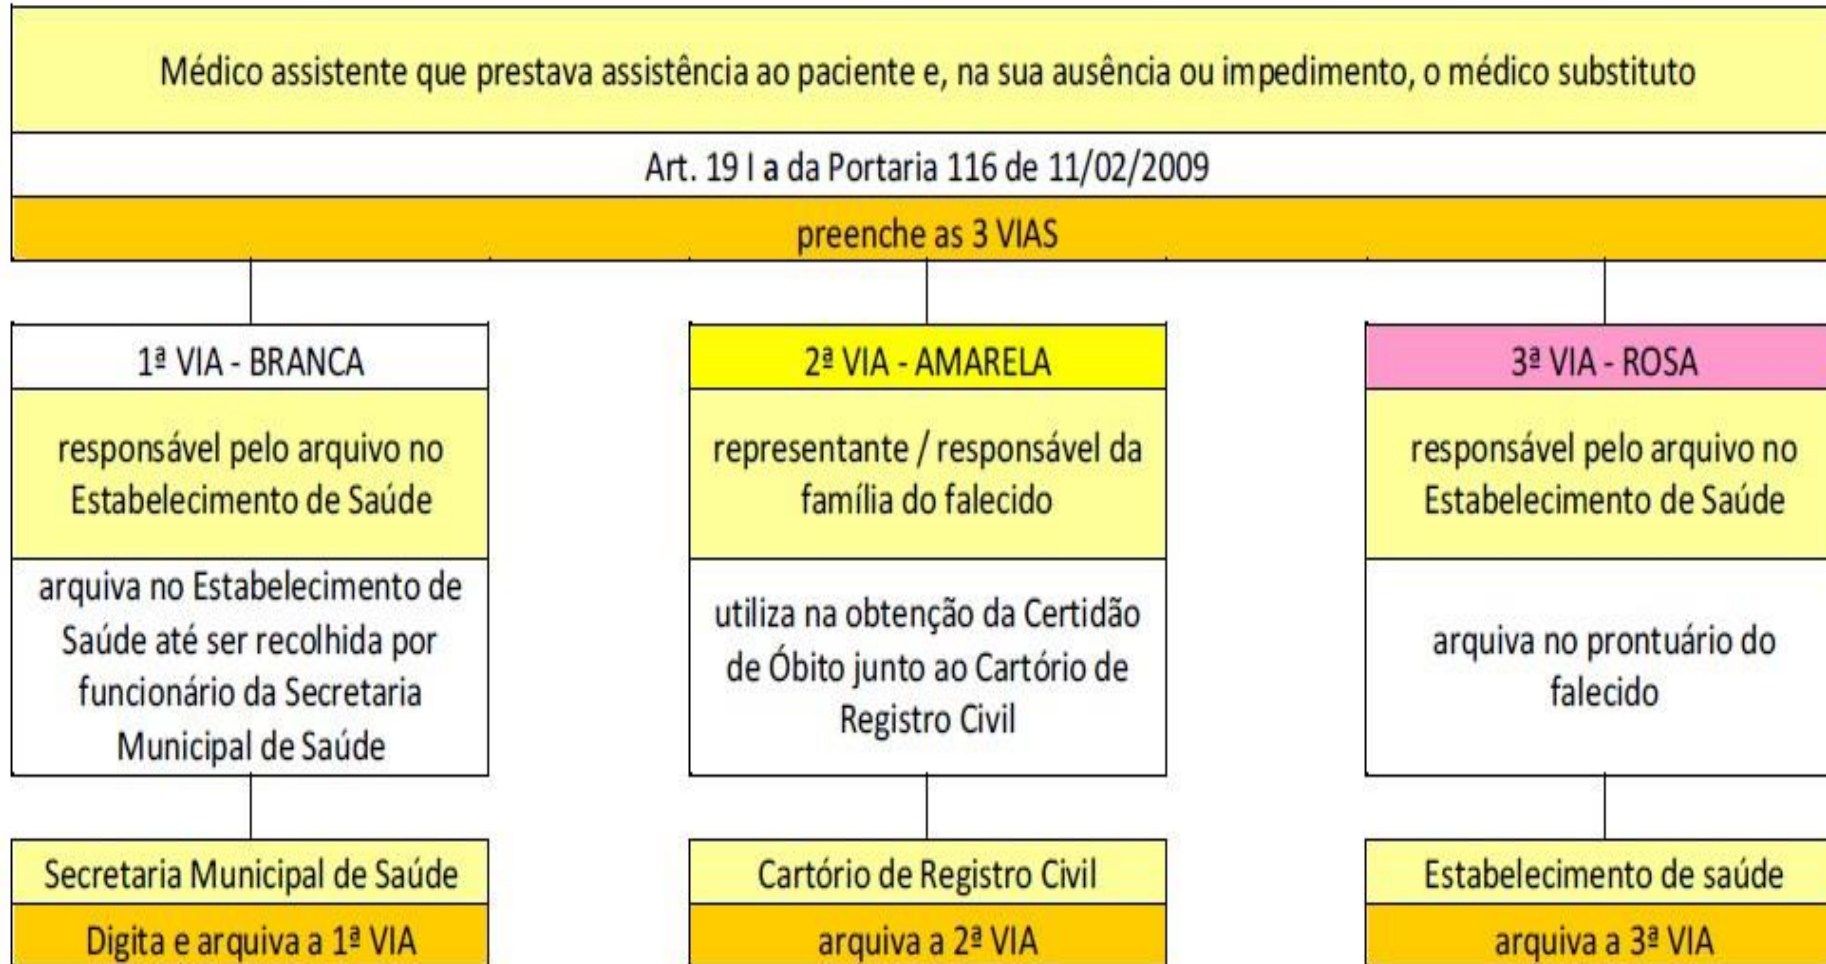 Médico assistente que prestava assistência ao paciente e, na sua ausência ou impedimento, o médico substituto
Art. 19 I a da Portaria 116 de 11/02/2009
preenche as 3 VIAS
1ª VIA - BRANCA
responsável pelo arquivo no
Estabelecimento de Saúde
arquiva no Estabelecimento de
Saúde até ser recolhida por
funcionário da Secretaria
Municipal de Saúde
Secretaria Municipal de Saúde
Digita e arquiva a 1ª VIA
2ª VIA - AMARELA
representante / responsável da
família do falecido
utiliza na obtenção da Certidão
de Óbito junto ao Cartório de
Registro Civil
Cartório de Registro Civil
arquiva a 2ª VIA
3ª VIA - ROSA
responsável pelo arquivo no
Estabelecimento de Saúde
arquiva no prontuário do
falecido
Estabelecimento de saúde
arquiva a 3ª VIA